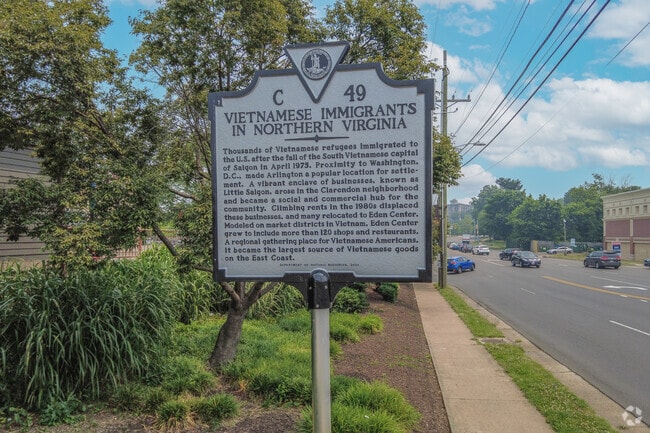 C 49
VIETNAMESE IMMIGRANTS
IN NORTHERN VIRGINIA
Thousands of Vietnamese refugees immigrated to
the U.S. after the fall of the South Vietnamese capital
of Saigon in April 1975. Proximity to Washington,
D.C., made Arlington a popular location for settle-
ment. A vibrant enclave of businesses, known as
Little Saigon, arose in the Clarendon neighborhood
and became a social and commercial hub for the
community. Climbing rents in the 1980s displaced
these businesses, and many relocated to Eden Center.
Modeled on market districts in Vietnam, Eden Center
grew to include more than 120 shops and restaurants.
A regional gathering place for Vietnamese Americans,
it became the largest source of Vietnamese goods
on the East Coast.
DEPARTMENT OF HISTORIC RESOURCES,